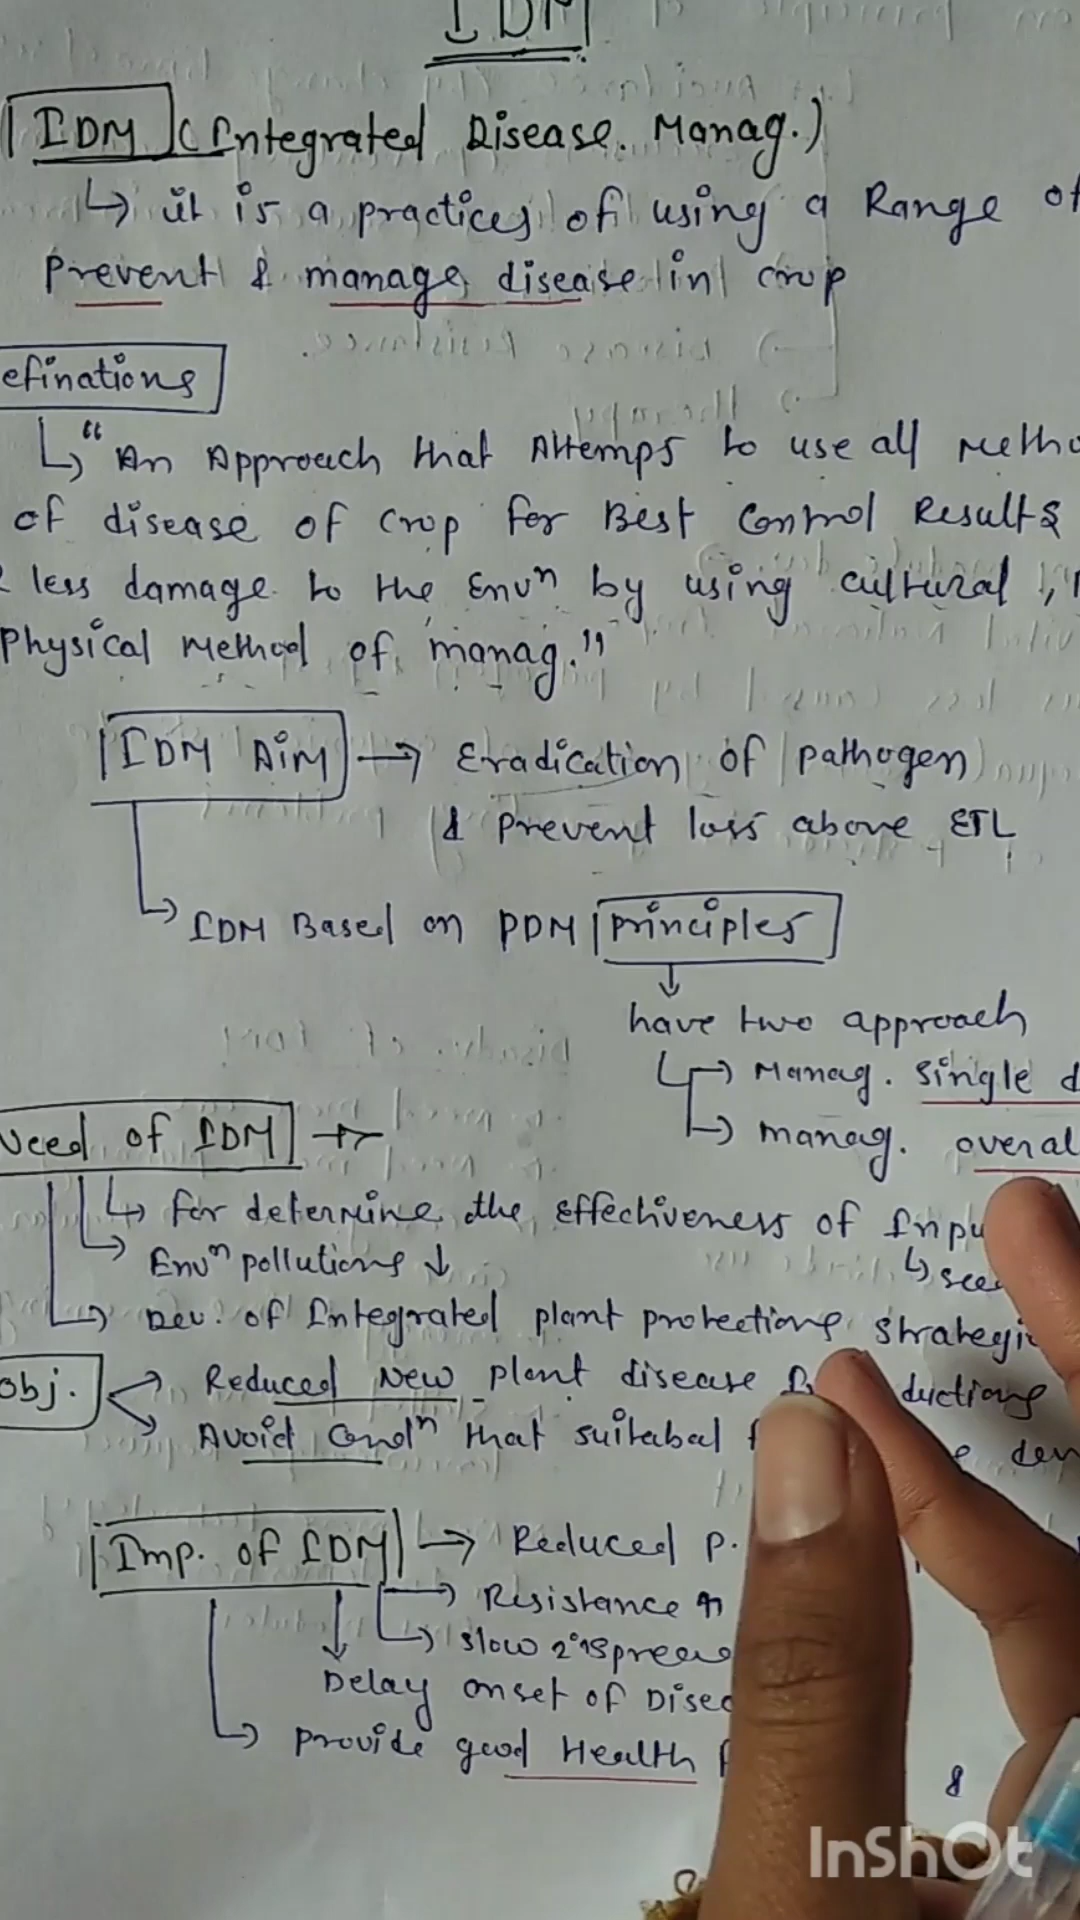 IDM
IDM (Integrated Disease. Manag.)
↳ it is a practices of using a Range of
Prevent & manage disease in crop
efinations
↳ "An Approach that Attemps to use all Metho
of disease of crop for Best Control Results
& less damage to the Envⁿ by using cultural,
Physical Method of manag."
IDM Aim → Eradication of pathogen
& prevent loss above ETL
↳ IDM Based on PDM principles
↓
have two approach
↳ Manag. single d
↳ manag. overal
Need of IDM →
↳ for determine the effectiveness of Inpu
↳ see
↳ Envⁿ pollutions ↓
↳ Dev. of Integrated plant protections strategi
obj. → Reduced New plant disease ductions
→ Avoid Condⁿ that suitabal f e dev
Imp. of IDM → Reduced P.
→ Resistance ↑
↳ slow 2° spre
Delay onset of Dise
↳ provide good Health
8
InShOt